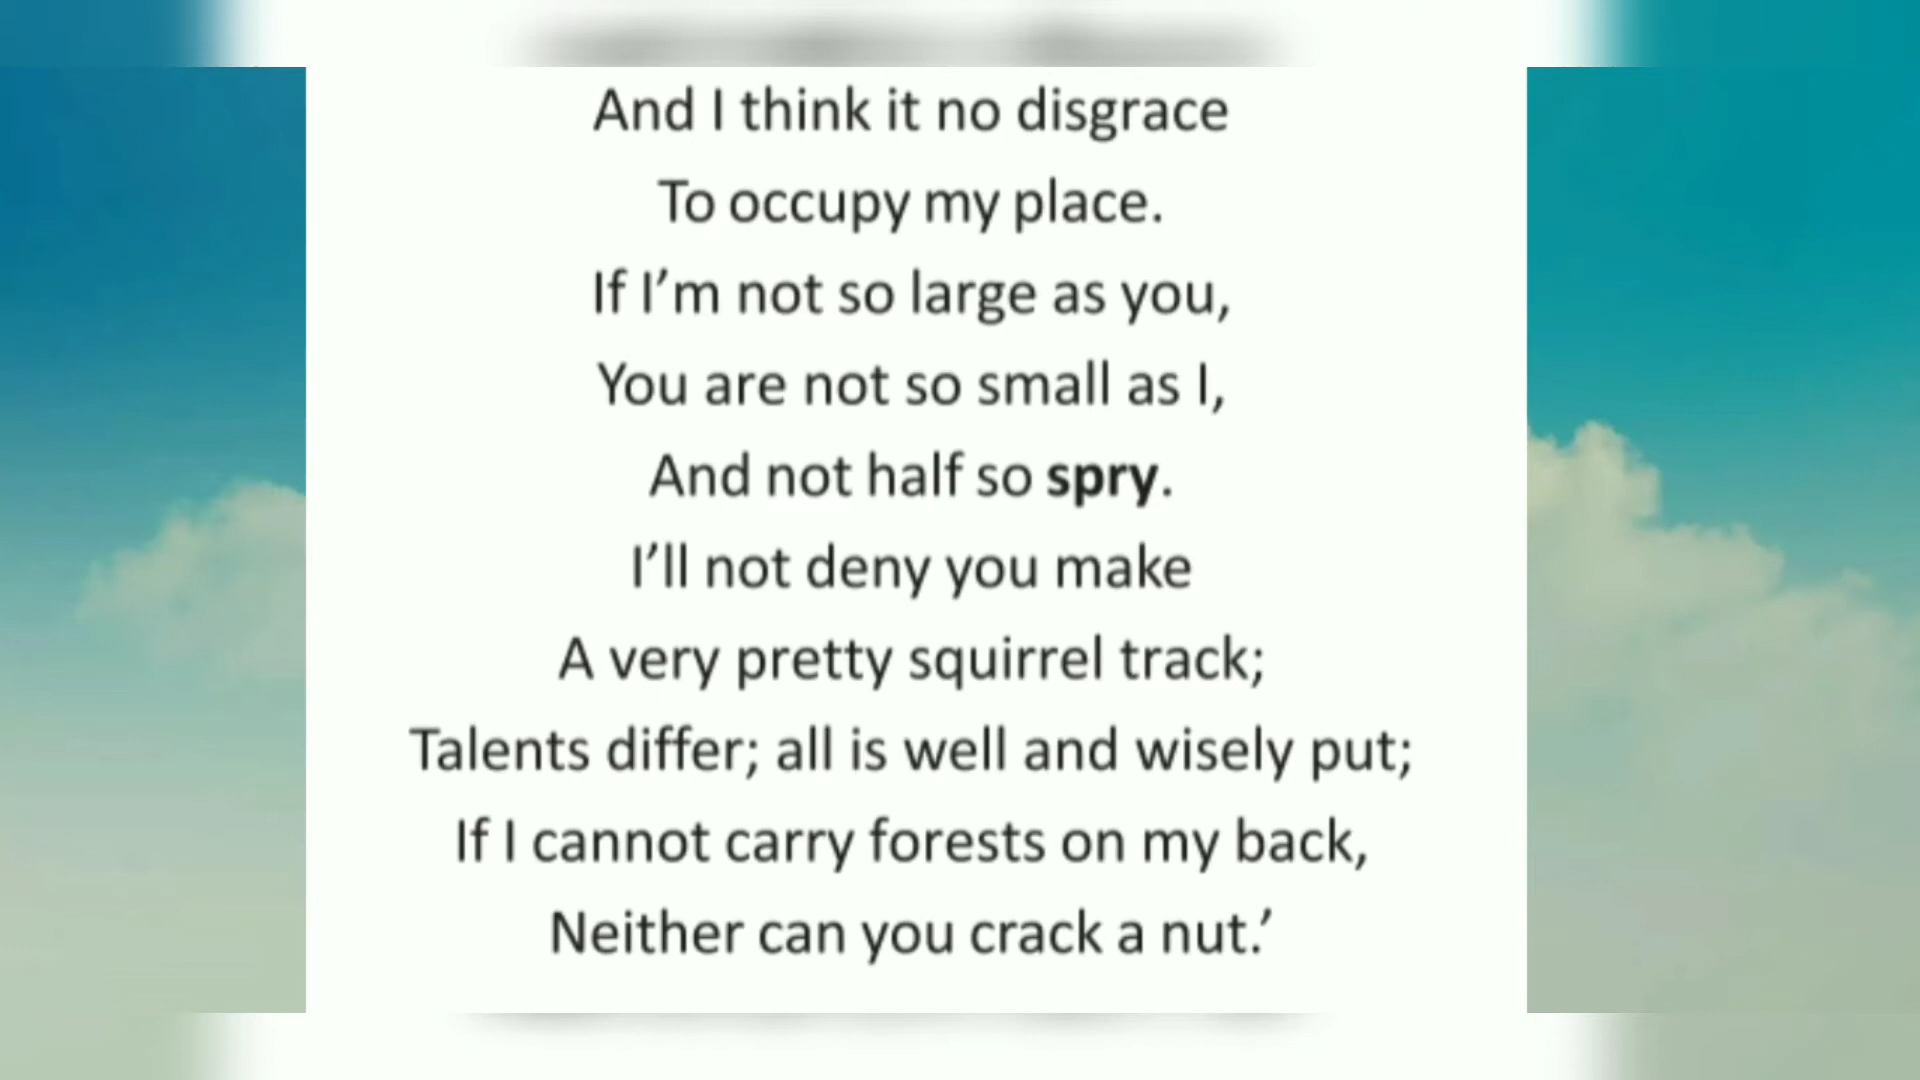 And I think it no disgrace
To occupy my place.
If I’m not so large as you,
You are not so small as I,
And not half so spry.
I’ll not deny you make
A very pretty squirrel track;
Talents differ; all is well and wisely put;
If I cannot carry forests on my back,
Neither can you crack a nut.’